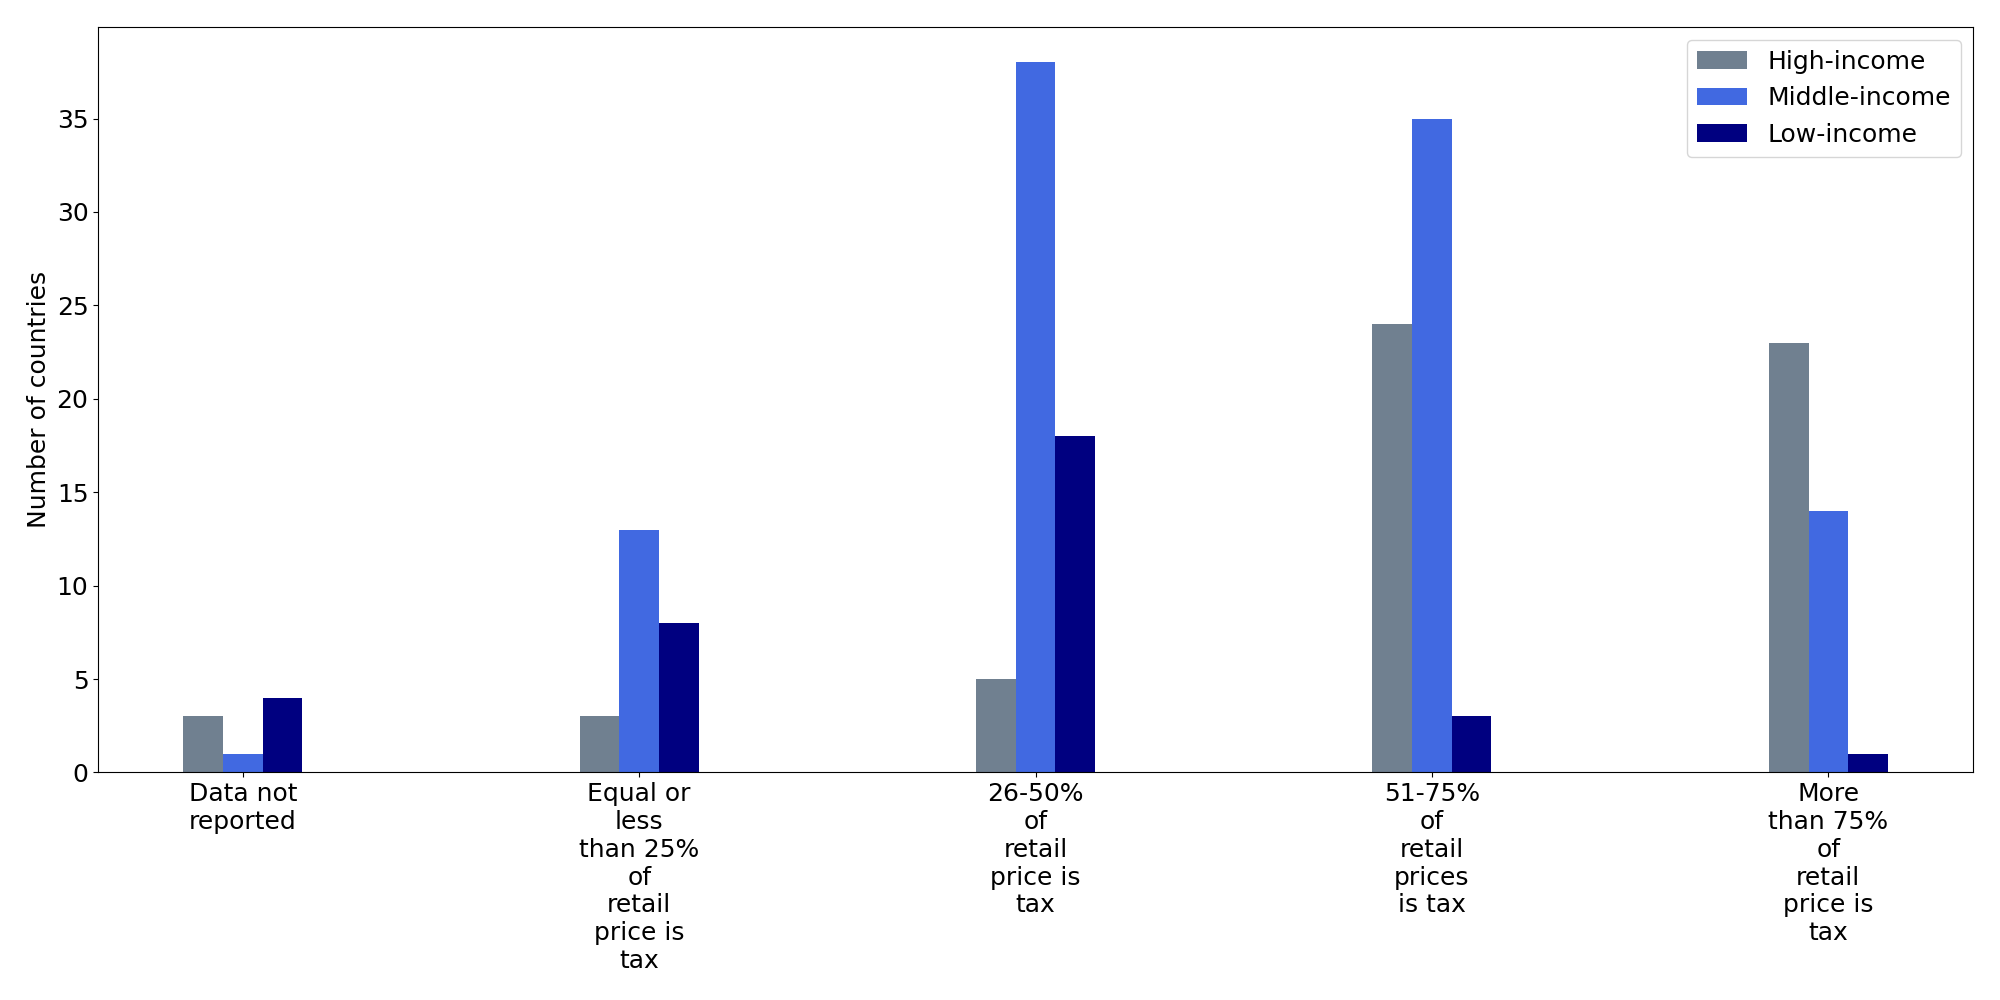 High-income
Middle-income
Low-income
Number of countries
35
30
25
20
15
10
5
0
Data not
reported
Equal or
less
than 25%
of
retail
price is
tax
26-50%
of
retail
price is
tax
51-75%
of
retail
prices
is tax
More
than 75%
of
retail
price is
tax